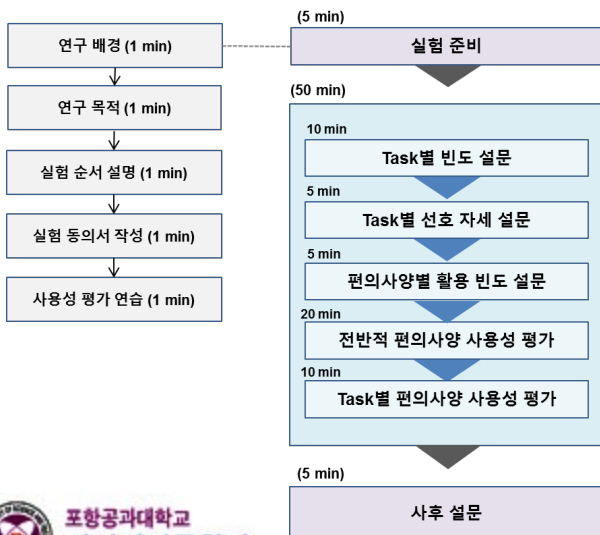 (5 min)
연구 배경 (1 min)
실험 준비
(50 min)
연구 목적 (1 min)
10 min
Task별 빈도 설문
실험 순서 설명 (1 min)
5 min
Task별 선호 자세 설문
실험 동의서 작성 (1 min)
5 min
편의사양별 활용 빈도 설문
사용성 평가 연습 (1 min)
20 min
전반적 편의사양 사용성 평가
10 min
Task별 편의사양 사용성 평가
(5 min)
사후 설문
포항공과대학교